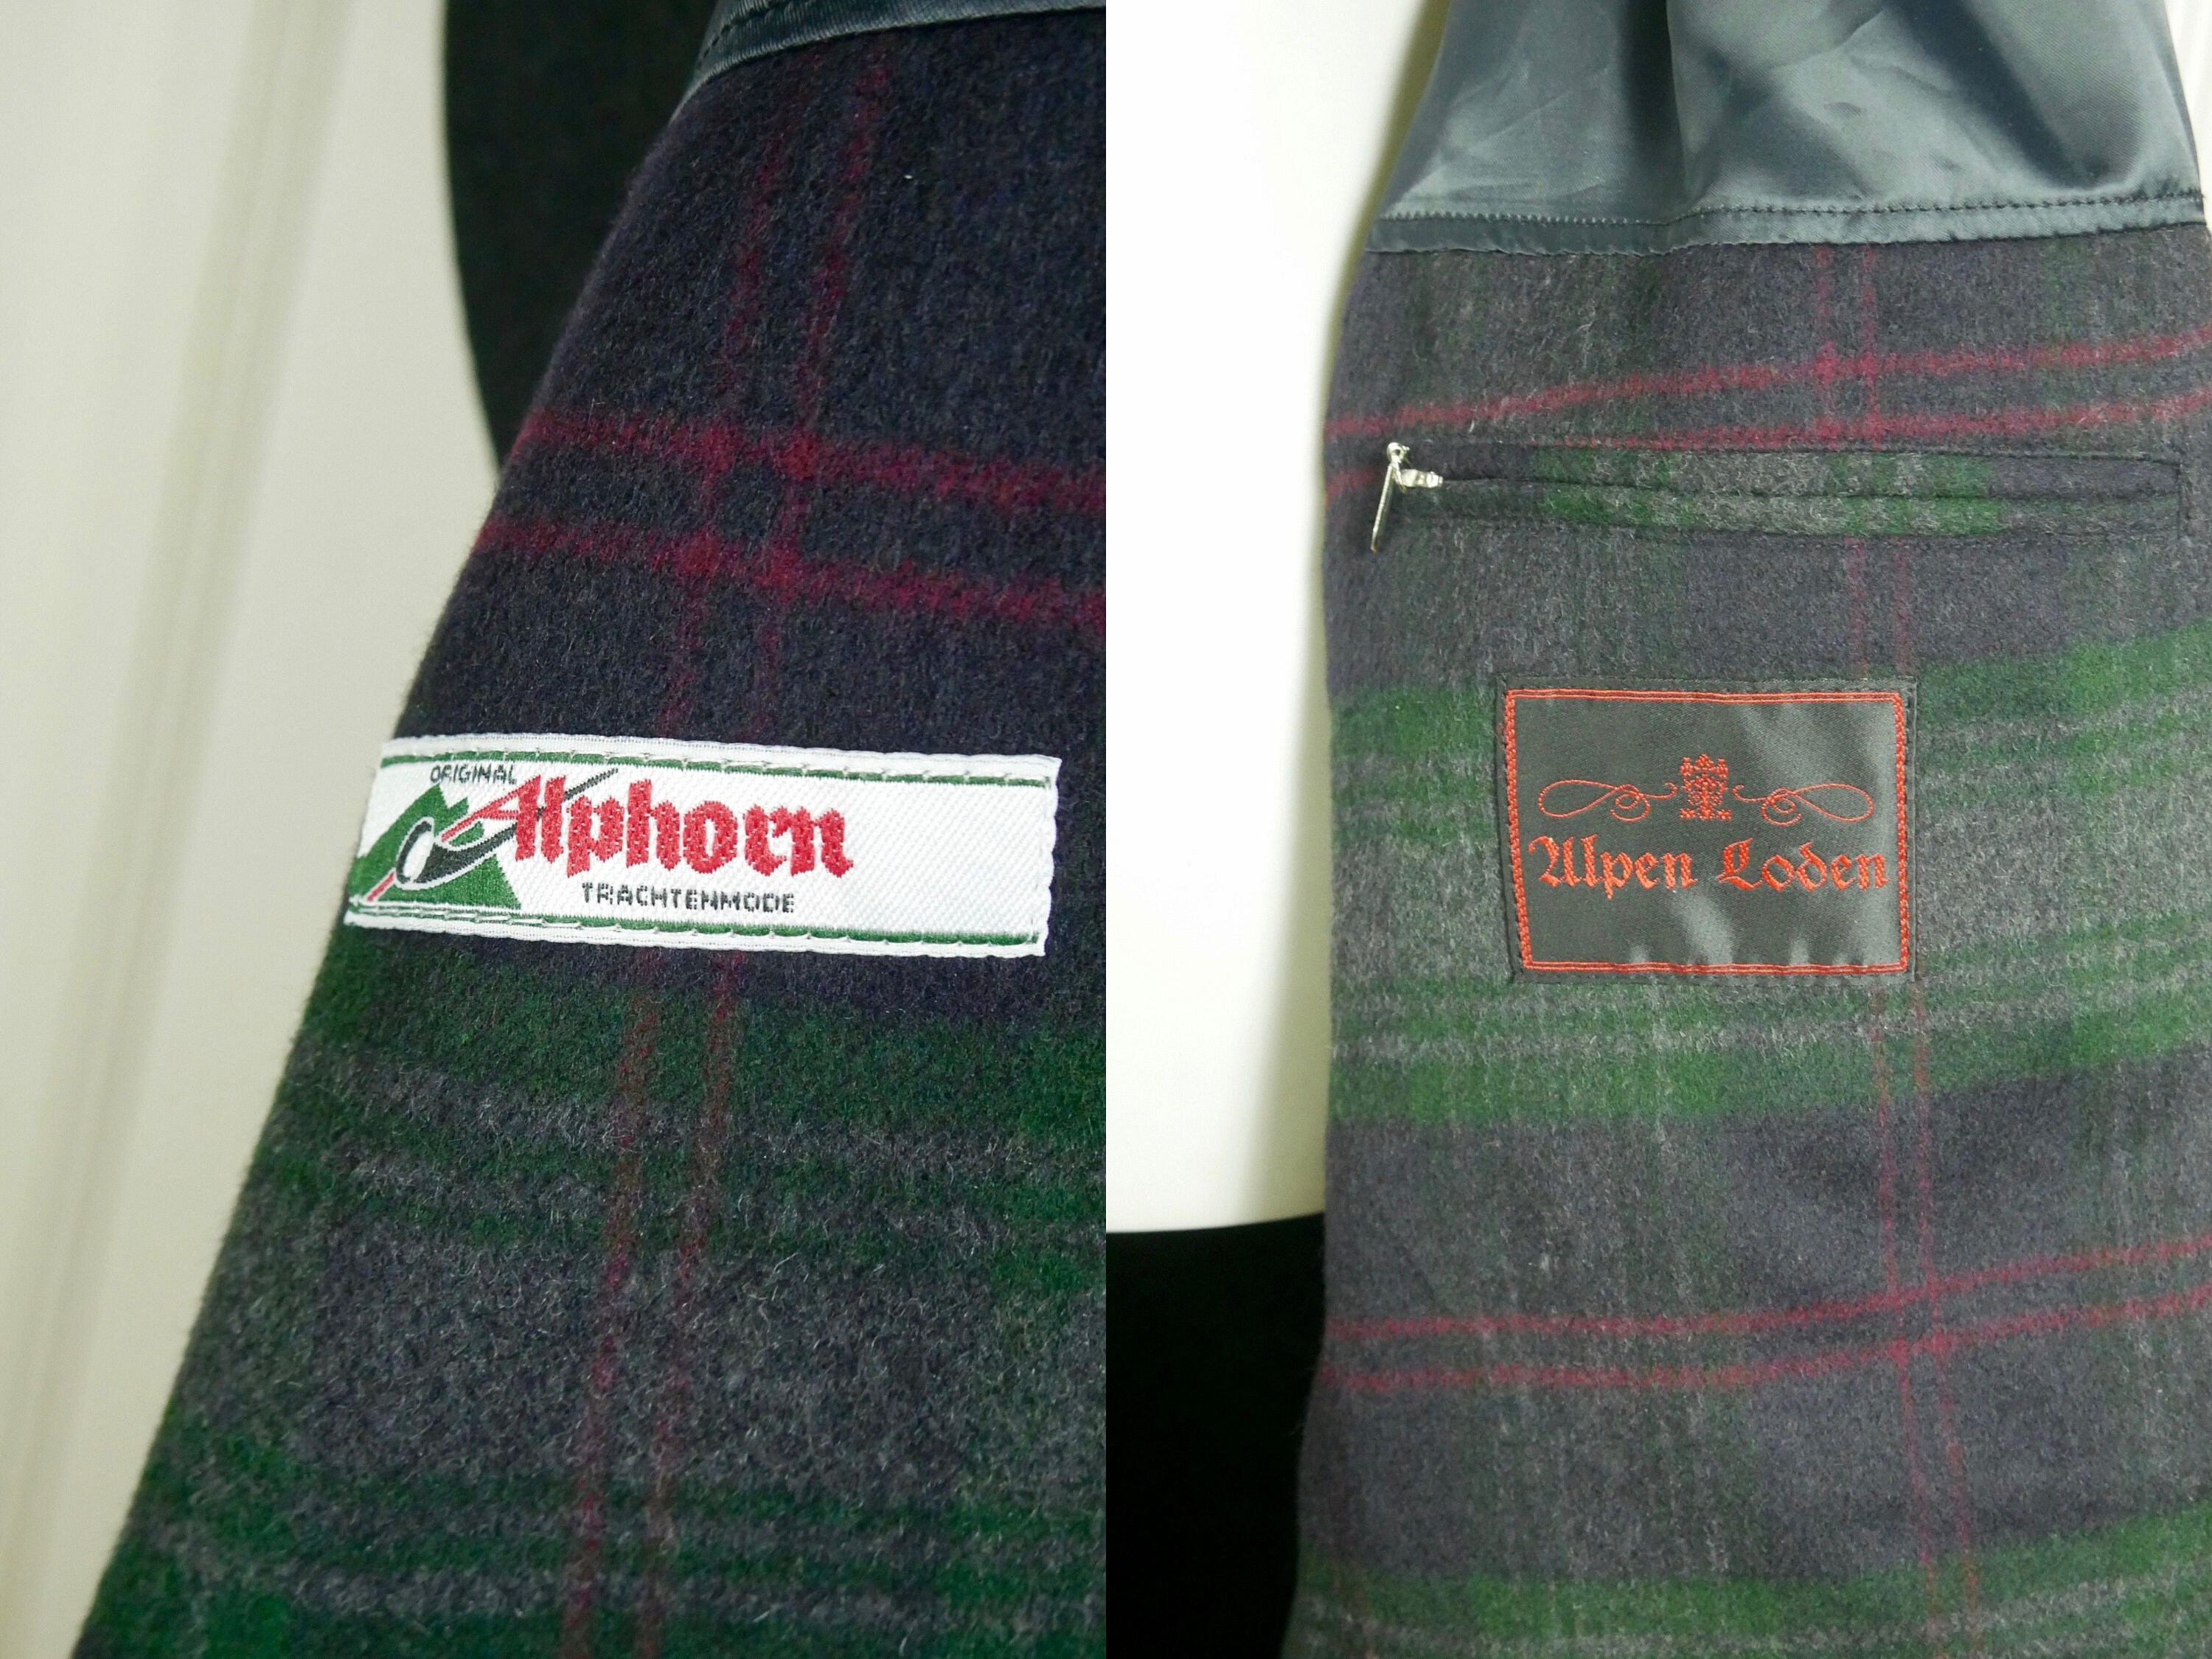 ORIGINAL
Alphorn
TRACHTENMODE
Alpen Loden